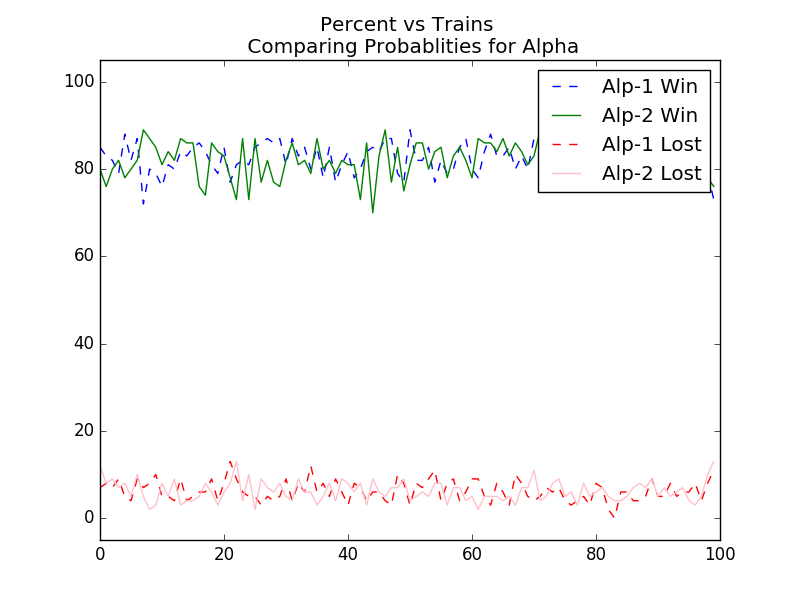 Percent vs Trains
Comparing Probablities for Alpha
100
80
60
40
20
0
0 20 40 60 80 100
Alp-1 Win
Alp-2 Win
Alp-1 Lost
Alp-2 Lost